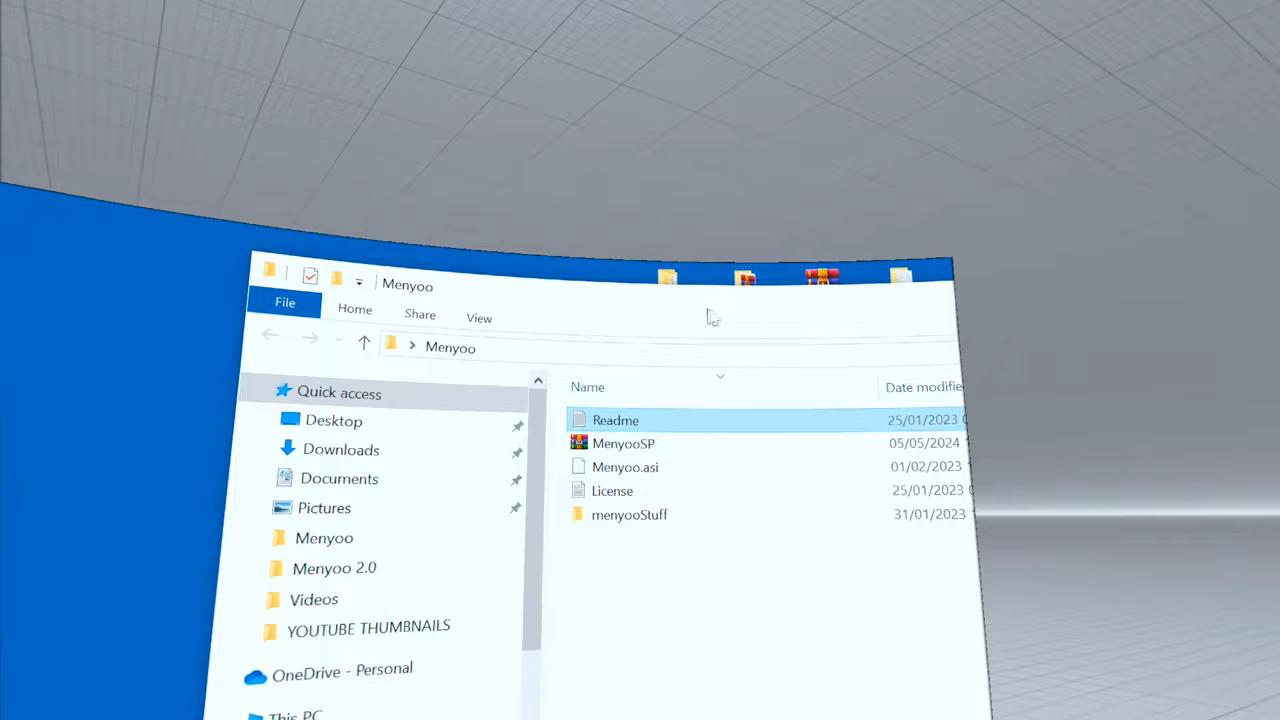 Menyoo
File
Home
Share
View
Menyoo
Quick access
Desktop
Downloads
Documents
Pictures
Menyoo
Menyoo 2.0
Videos
YOUTUBE THUMBNAILS
OneDrive - Personal
This PC
Name
Date modifie
Readme
25/01/2023
MenyooSP
05/05/2024
Menyoo.asi
01/02/2023
License
25/01/2023
menyooStuff
31/01/2023